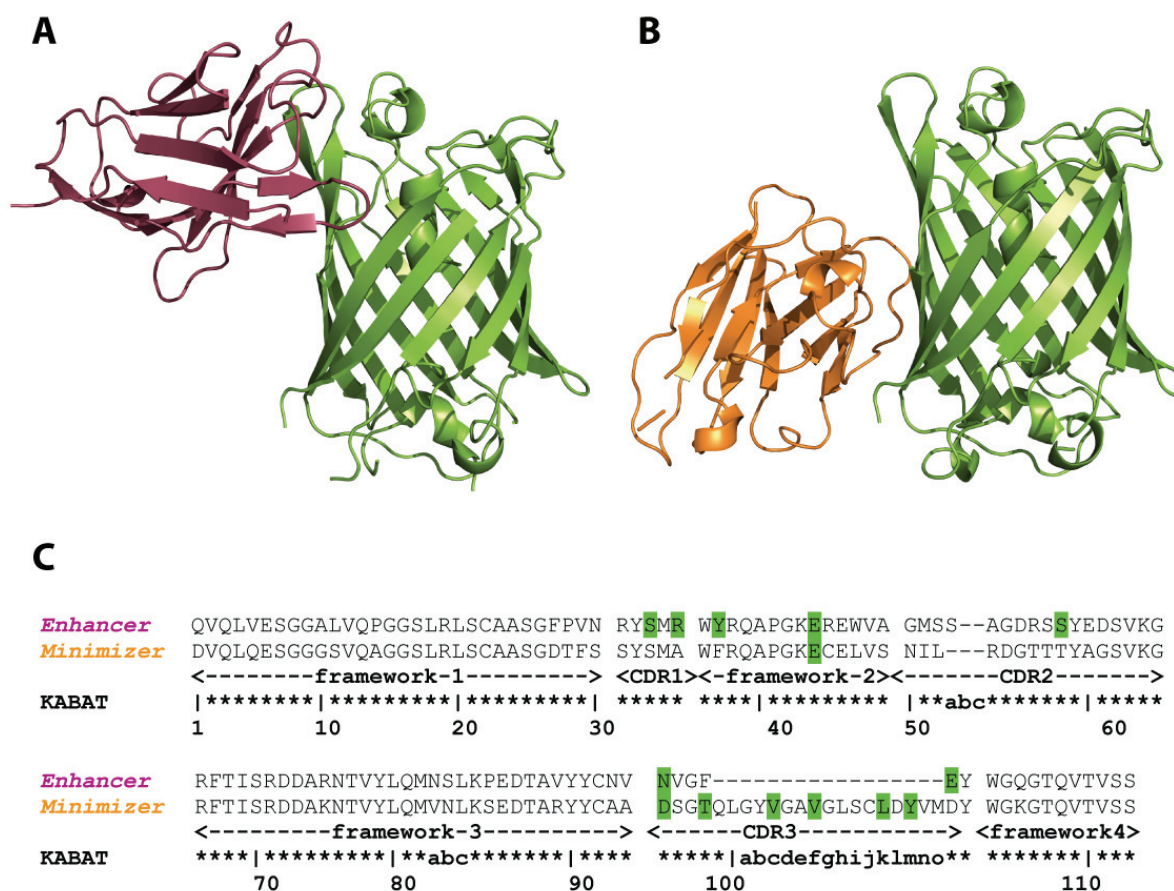 A
B
C
Enhancer QVQLVESGGALVQPGGSLRLSCAASGFPVN RYSMR WYRQAPGKEREWVA GMSS--AGDRSSYEDSVKG
Minimizer DVQLQESGGGSVQAGGSLRLSCAASGDTFS SYSMA WFRQAPGKECELVS NIL---RDGTTTYAGSVKG
<--------framework-1---------> <CDR1-><-framework-2-><------CDR2------->
KABAT |********|*********|*********| ***** ****|*********|**abc*******|*****
1 10 20 30 40 50 60
Enhancer RFTISRDDARNTVYLQMNSLKPEDTAVYYCNV NVGF-----------------EY WGQGTQVTVSS
Minimizer RFTISRDDAKNTVYLQMVNLKSEDTARYYCAA DSGTQLGYVGAVGLSCLDYVMDY WGKGTQVTVSS
<---------framework-3----------> <------CDR3---------> <framework4>
KABAT ****|*********|**abc*******|**** *****|abcdefghijklmno** *******|***
70 80 90 100 110